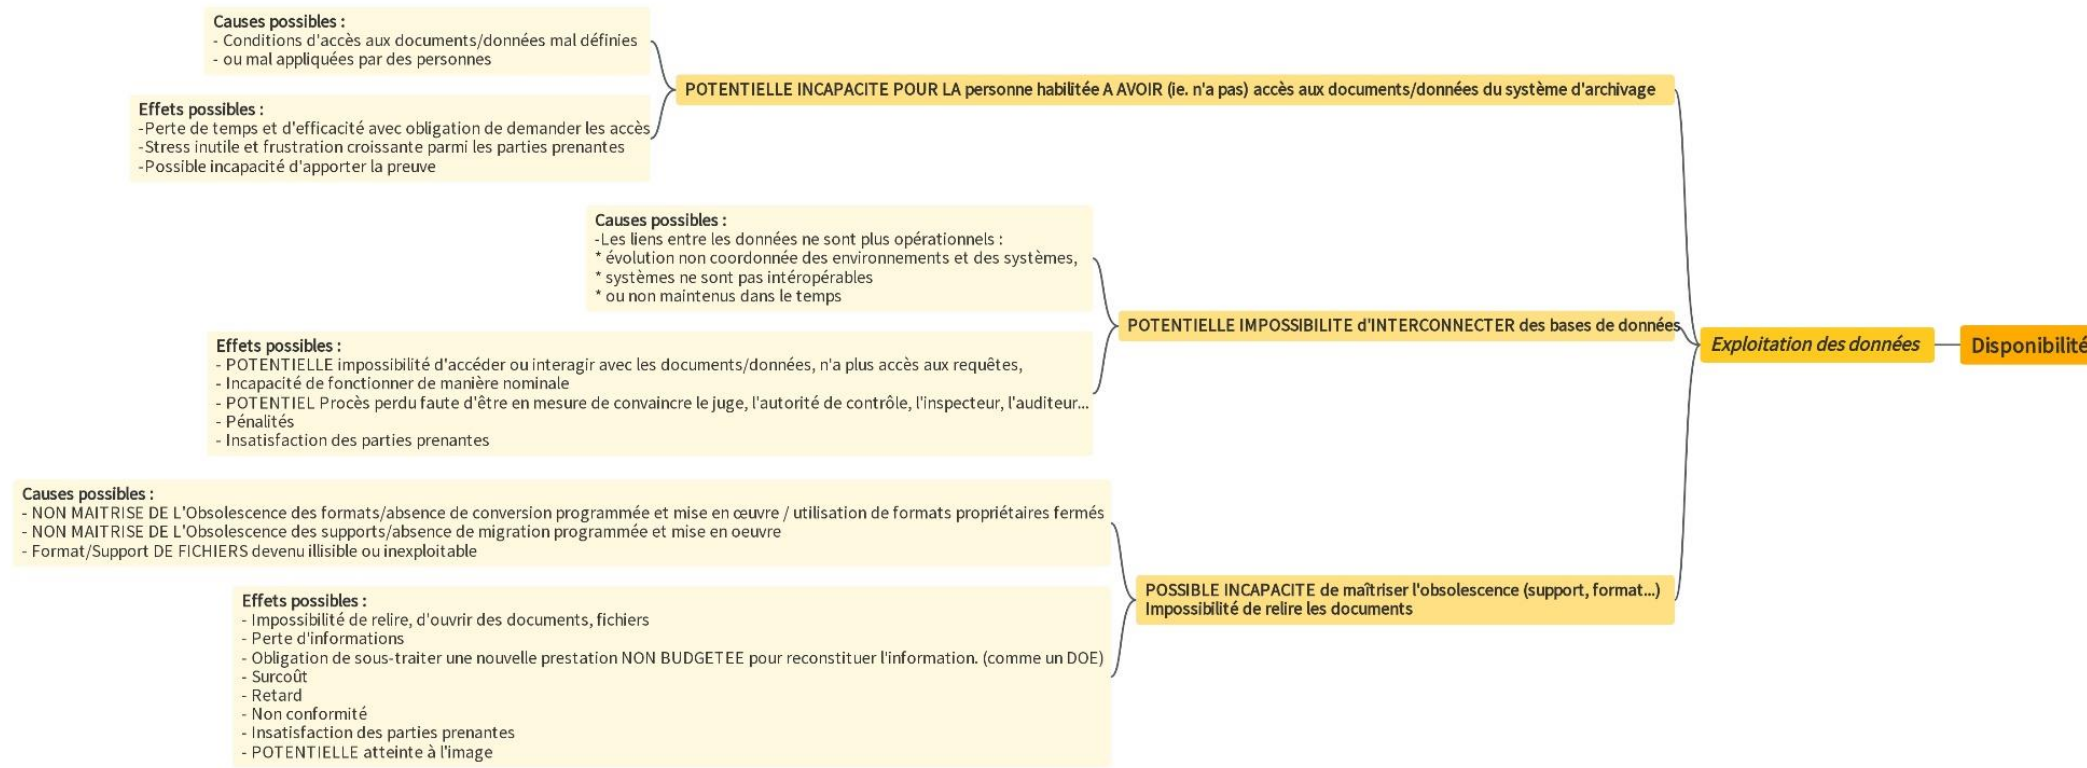 Causes possibles :
- Conditions d'accès aux documents/données mal définies
- ou mal appliquées par des personnes
POTENTIELLE INCAPACITE POUR LA personne habilitée A AVOIR (ie. n'a pas) accès aux documents/données du système d'archivage
Effets possibles :
-Perte de temps et d'efficacité avec obligation de demander les accès
-Stress inutile et frustration croissante parmi les parties prenantes
-Possible incapacité d'apporter la preuve
Causes possibles :
-Les liens entre les données ne sont plus opérationnels :
* évolution non coordonnée des environnements et des systèmes,
* systèmes ne sont pas intéropérables
* ou non maintenus dans le temps
POTENTIELLE IMPOSSIBILITE d'INTERCONNECTER des bases de données
Exploitation des données
Disponibilité
Effets possibles :
- POTENTIELLE impossibilité d'accéder ou interagir avec les documents/données, n'a plus accès aux requêtes,
- Incapacité de fonctionner de manière nominale
- POTENTIEL Procès perdu faute d'être en mesure de convaincre le juge, l'autorité de contrôle, l'inspecteur, l'auditeur...
- Pénalités
- Insatisfaction des parties prenantes
Causes possibles :
- NON MAITRISE DE L'Obsolescence des formats/absence de conversion programmée et mise en œuvre / utilisation de formats propriétaires fermés
- NON MAITRISE DE L'Obsolescence des supports/absence de migration programmée et mise en oeuvre
- Format/Support DE FICHIERS devenu illisible ou inexploitable
POSSIBLE INCAPACITE de maîtriser l'obsolescence (support, format...)
Impossibilité de relire les documents
Effets possibles :
- Impossibilité de relire, d'ouvrir des documents, fichiers
- Perte d'informations
- Obligation de sous-traiter une nouvelle prestation NON BUDGETEE pour reconstituer l'information. (comme un DOE)
- Surcoût
- Retard
- Non conformité
- Insatisfaction des parties prenantes
- POTENTIELLE atteinte à l'image